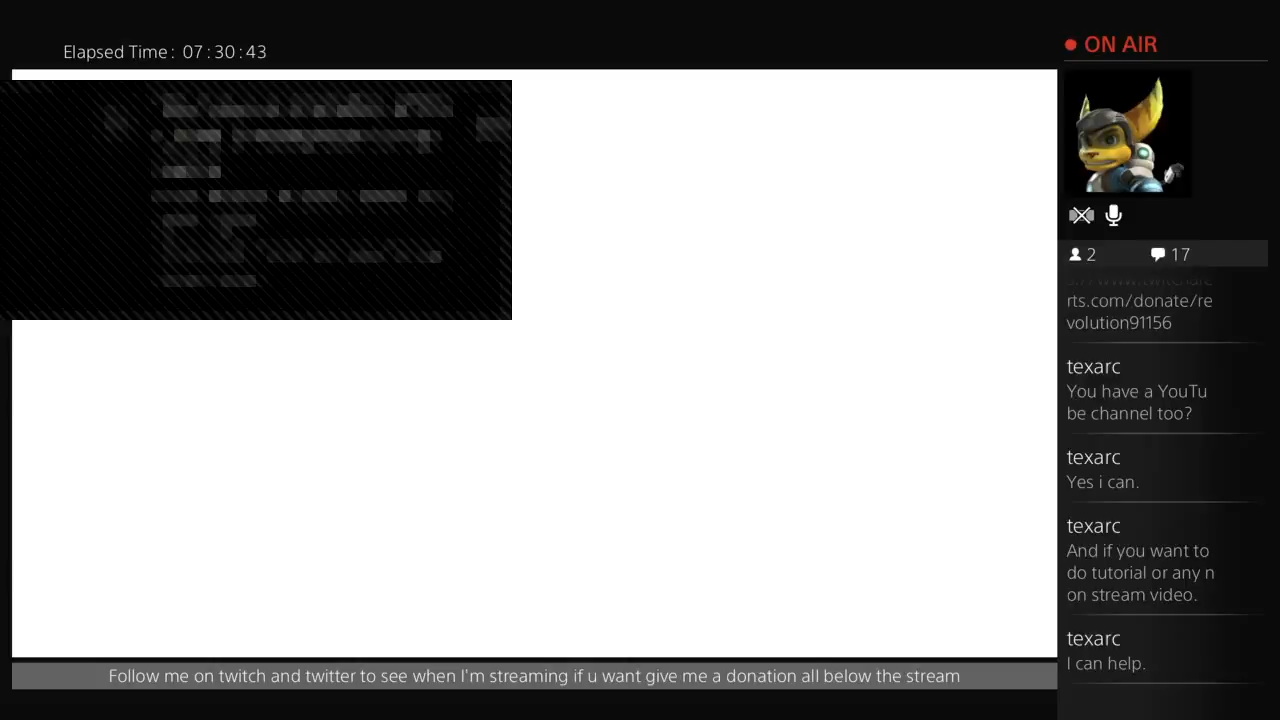 Elapsed Time: 07:30:43
ON AIR
2 17
rts.com/donate/re
volution91156
texarc
You have a YouTu
be channel too?
texarc
Yes i can.
texarc
And if you want to
do tutorial or any n
on stream video.
texarc
I can help.
Follow me on twitch and twitter to see when I'm streaming if u want give me a donation all below the stream